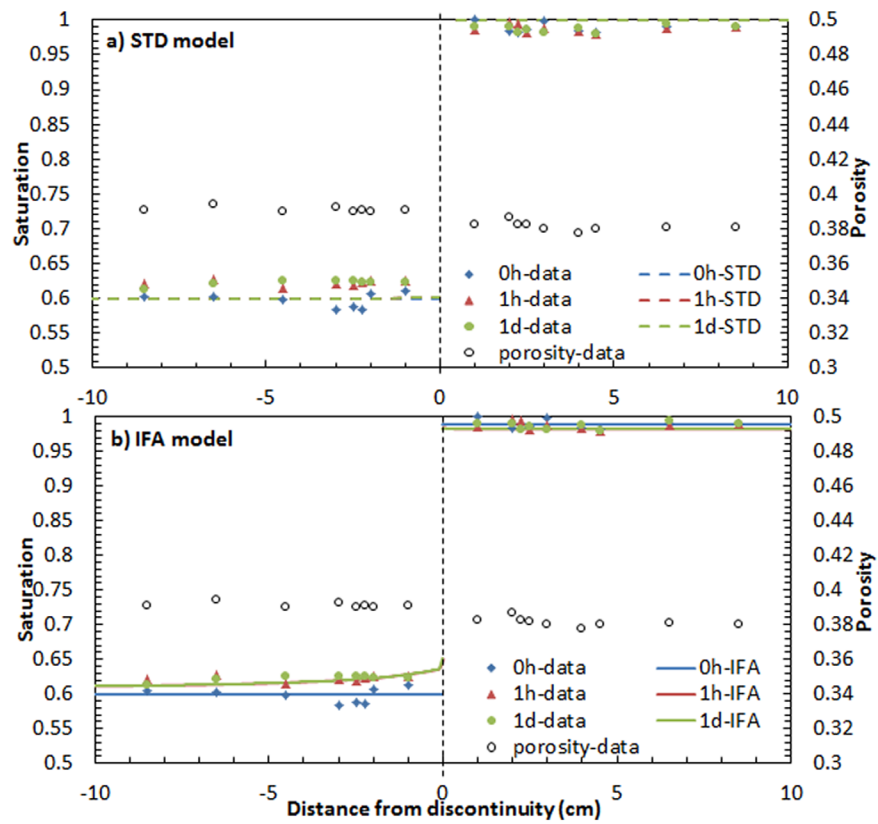 a) STD model
Saturation
1
0.95
0.9
0.85
0.8
0.75
0.7
0.65
0.6
0.55
0.5
Porosity
0.5
0.48
0.46
0.44
0.42
0.4
0.38
0.36
0.34
0.32
0.3
0h-data
0h-STD
1h-data
1h-STD
1d-data
1d-STD
porosity-data
-10
-5
0
5
10
b) IFA model
Saturation
1
0.95
0.9
0.85
0.8
0.75
0.7
0.65
0.6
0.55
0.5
Porosity
0.5
0.48
0.46
0.44
0.42
0.4
0.38
0.36
0.34
0.32
0.3
0h-data
0h-IFA
1h-data
1h-IFA
1d-data
1d-IFA
porosity-data
-10
-5
0
5
10
Distance from discontinuity (cm)